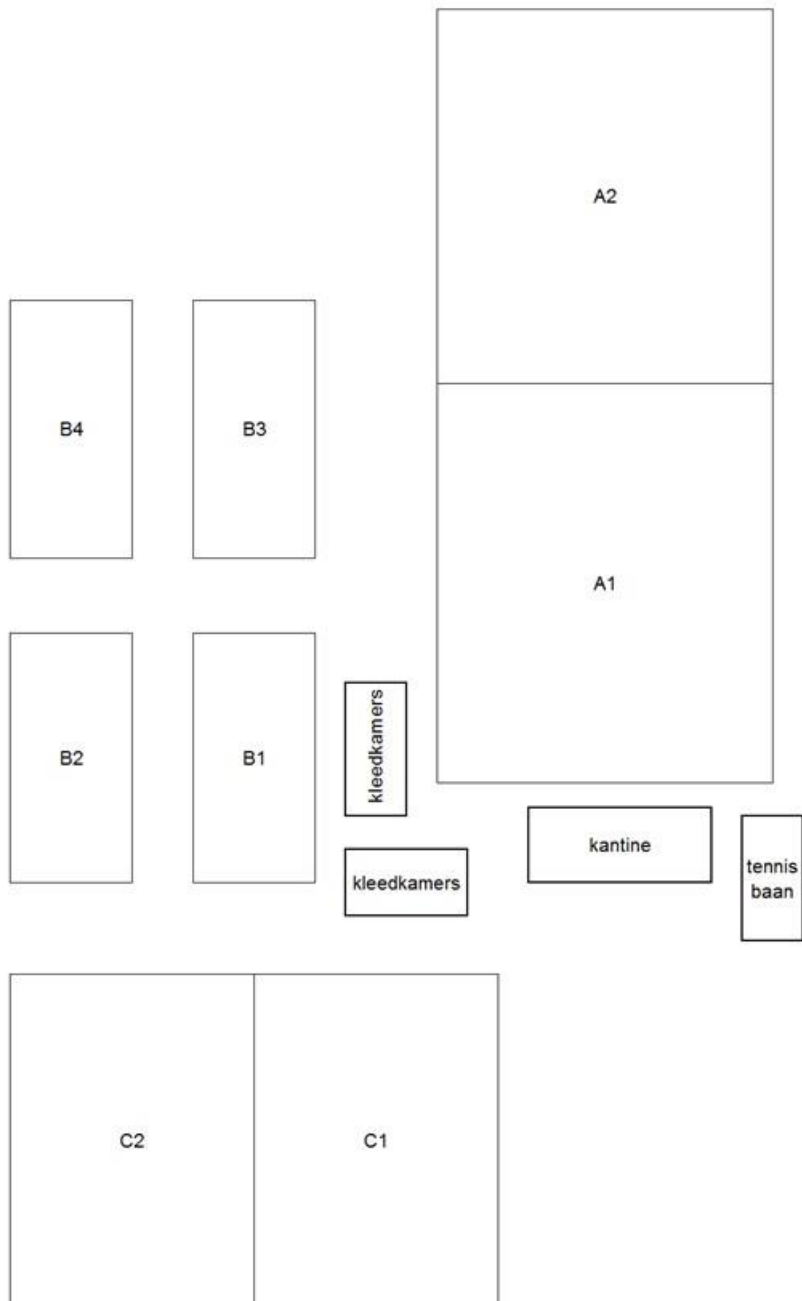 A2
B4
B3
A1
B2
B1
kleedkamers
kantine
kleedkamers
tennis
baan
C2
C1